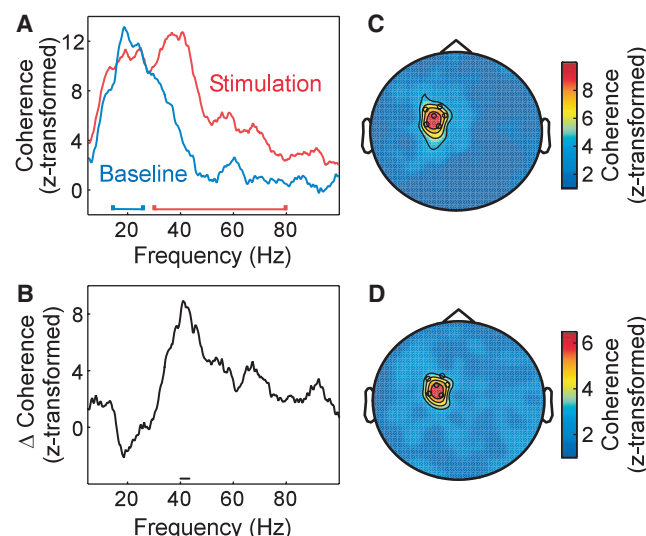 A
Coherence
(z-transformed)
12
8
4
0
Stimulation
Baseline
20 40 60 80
Frequency (Hz)
C
8
6
4
2
Coherence
(z-transformed)
B
Δ Coherence
(z-transformed)
8
4
0
20 40 60 80
Frequency (Hz)
D
6
4
2
Coherence
(z-transformed)